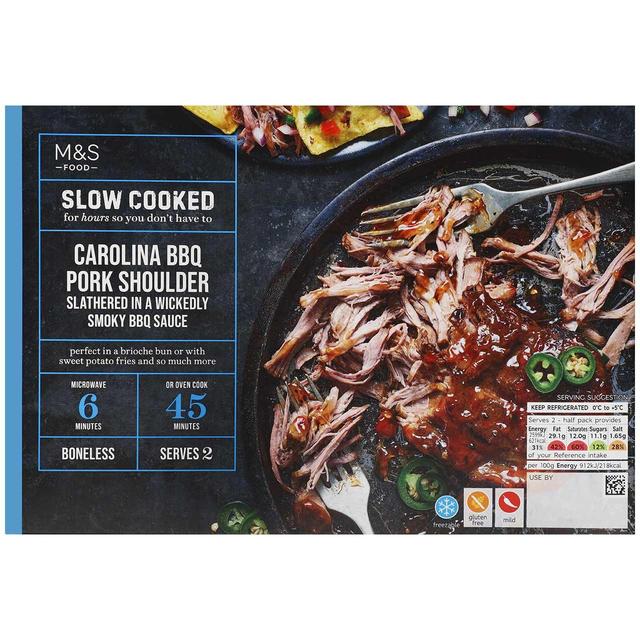 M&S
FOOD
SLOW COOKED
for hours so you don't have to
CAROLINA BBQ
PORK SHOULDER
SLATHERED IN A WICKEDLY
SMOKY BBQ SAUCE
perfect in a brioche bun or with
sweet potato fries and so much more
MICROWAVE
6
MINUTES
OR OVEN COOK
45
MINUTES
BONELESS
SERVES 2
SERVING SUGGESTION
KEEP REFRIGERATED 0°C to +5°C
Serves 2 - half pack provides
Energy Fat Saturates Sugars Salt
2599kJ 621kcal 29.1g 12.0g 11.1g 1.65g
31% 42% 60% 12% 28%
of your Reference intake
per 100g Energy 912kJ/218kcal
USE BY
freezable
gluten free
mild